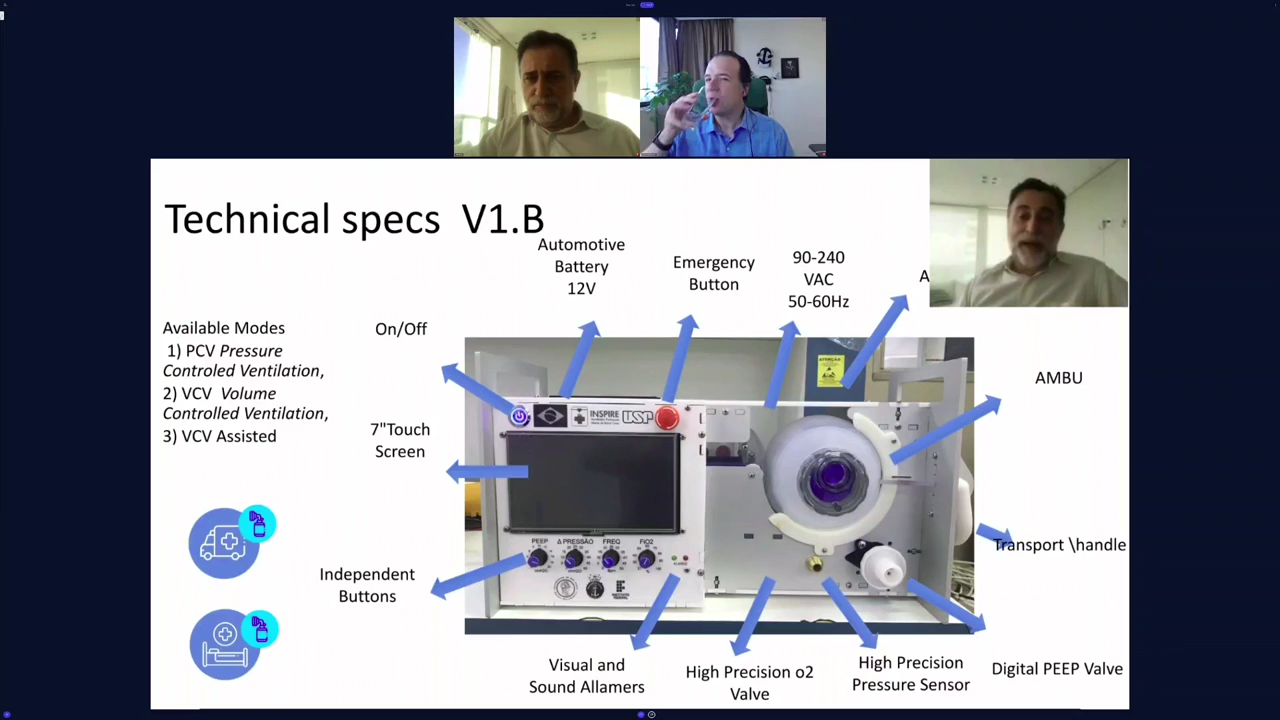 Technical specs V1.B
Automotive
Battery
12V
Emergency
Button
90-240
VAC
50-60Hz
A
Available Modes
1) PCV Pressure
Controled Ventilation,
2) VCV Volume
Controlled Ventilation,
3) VCV Assisted
On/Off
7"Touch
Screen
AMBU
ATENÇÃO
INSPIRE
USP
PEEP
Δ PRESSÃO
FREQ
FiO2
Independent
Buttons
Transport \handle
Visual and
Sound Allamers
High Precision o2
Valve
High Precision
Pressure Sensor
Digital PEEP Valve